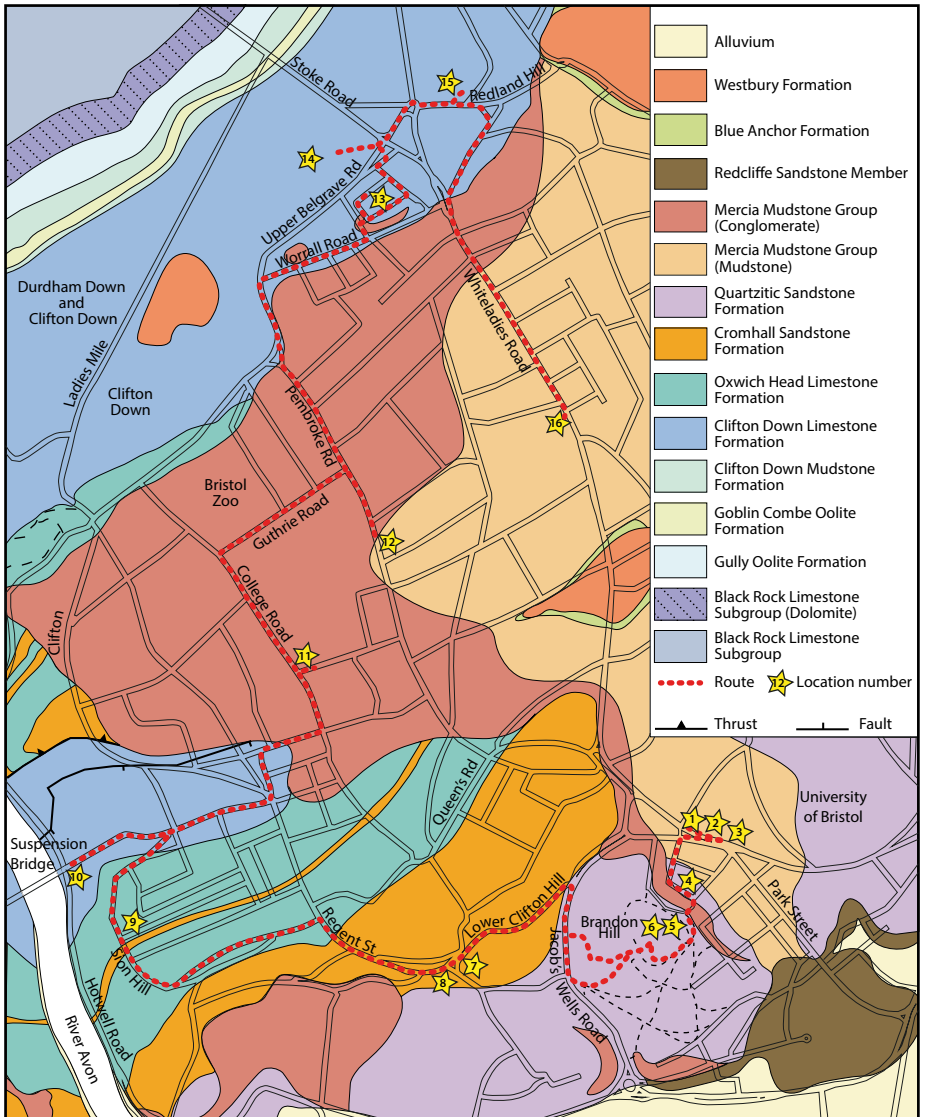 Stoke Road
15
Redland Hill
14
Upper Belgrave Rd
13
Worrall Road
Durdham Down
and
Clifton Down
Ladies Mile
Clifton
Down
Whiteladies Road
16
Pembroke Rd
Bristol
Zoo
Guthrie Road
12
College Road
Clifton
11
Queen's Rd
University
of Bristol
1
2
3
4
Park Street
Suspension
Bridge
10
9
Sion Hill
Regent St
Lower Clifton Hill
Brandon
Hill
6
5
7
8
Jacob's Wells Road
Hotwell Road
River Avon
Alluvium
Westbury Formation
Blue Anchor Formation
Redcliffe Sandstone Member
Mercia Mudstone Group
(Conglomerate)
Mercia Mudstone Group
(Mudstone)
Quartzitic Sandstone
Formation
Cromhall Sandstone
Formation
Oxwich Head Limestone
Formation
Clifton Down Limestone
Formation
Clifton Down Mudstone
Formation
Goblin Combe Oolite
Formation
Gully Oolite Formation
Black Rock Limestone
Subgroup (Dolomite)
Black Rock Limestone
Subgroup
Route
12
Location number
Thrust
Fault